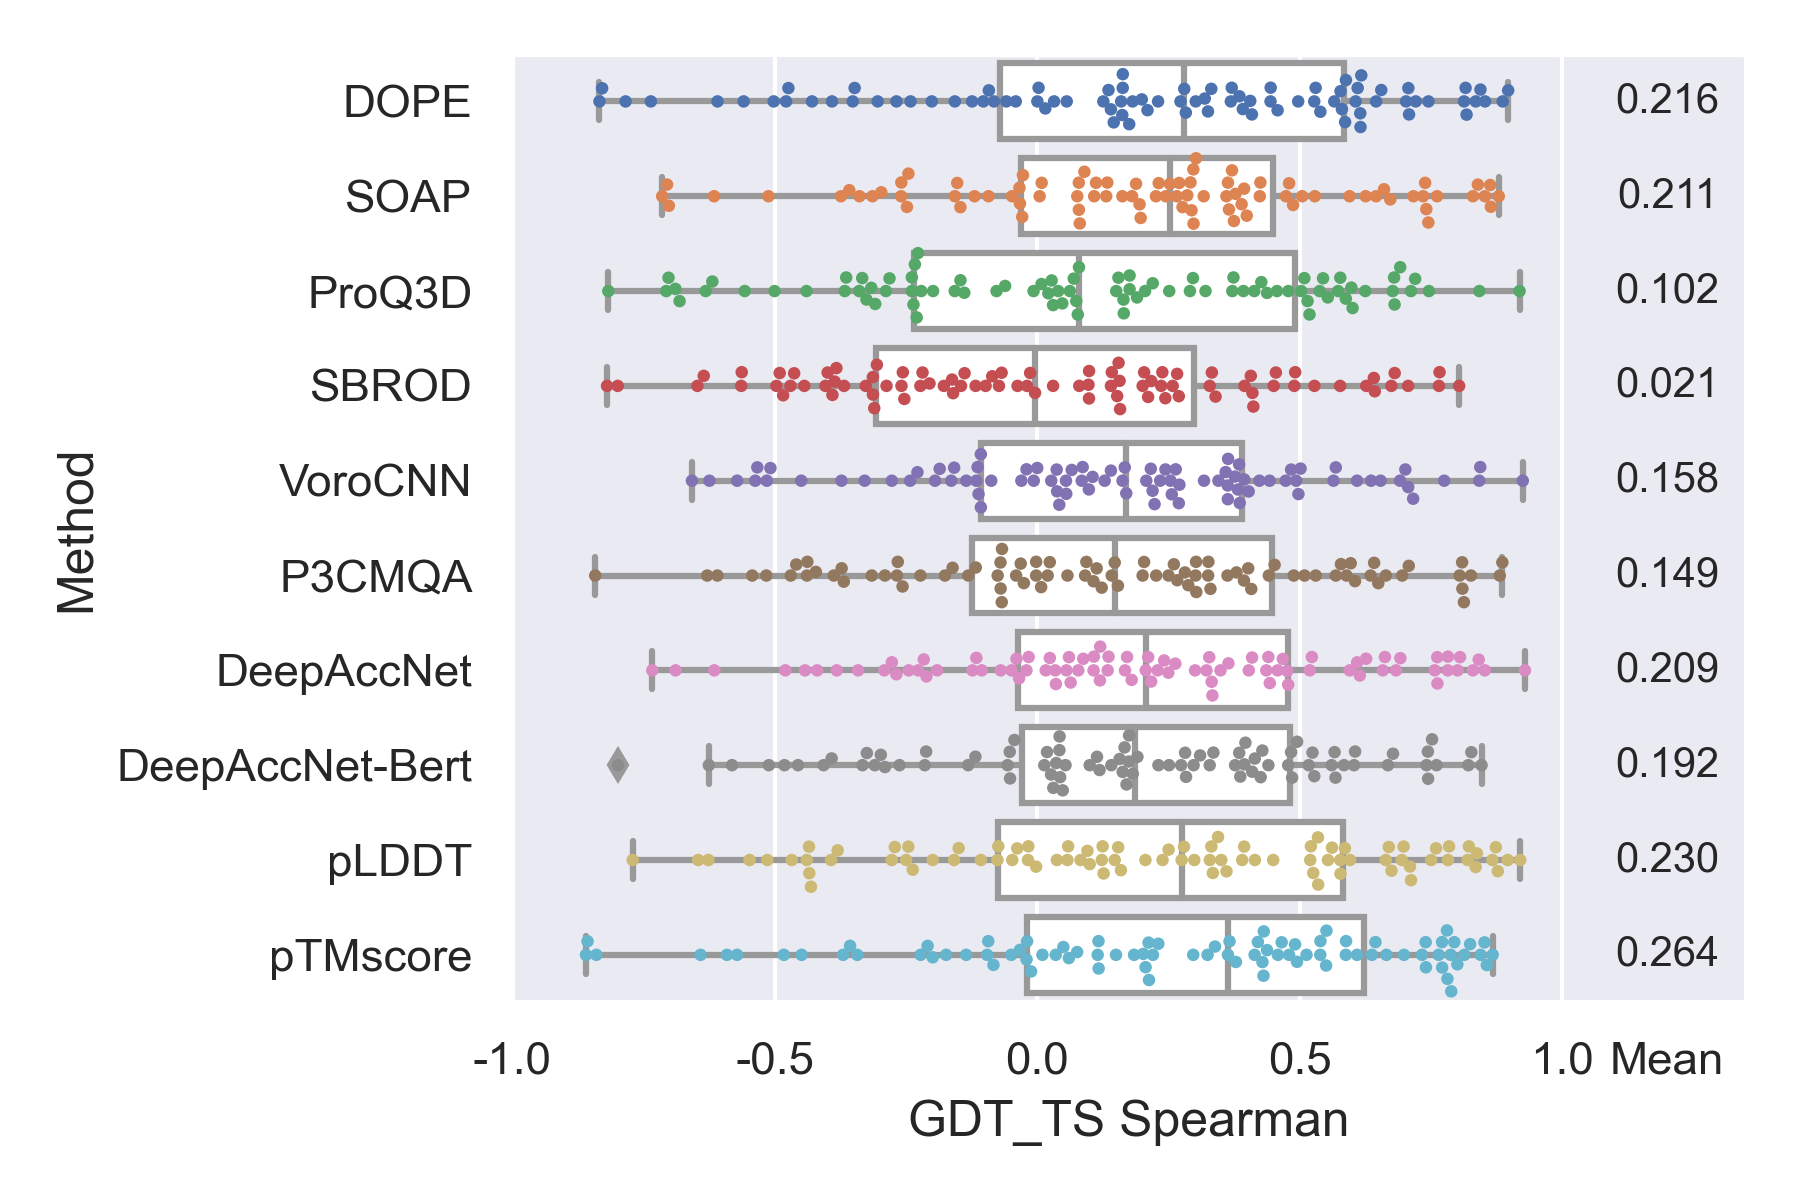 DOPE 0.216
SOAP 0.211
ProQ3D 0.102
SBROD 0.021
VoroCNN 0.158
P3CMQA 0.149
DeepAccNet 0.209
DeepAccNet-Bert 0.192
pLDDT 0.230
pTMscore 0.264
Method
-1.0 -0.5 0.0 0.5 1.0 Mean
GDT_TS Spearman